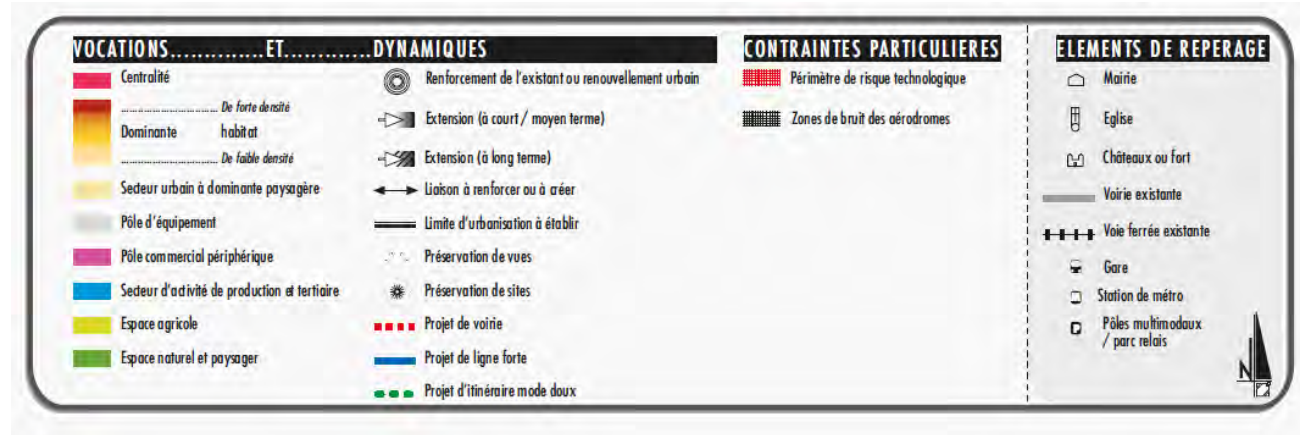 VOCATIONS..............ET............DYNAMIQUES
Centralité
................................... De forte densité
Dominante habitat
................................... De faible densité
Secteur urbain à dominante paysagère
Pôle d'équipement
Pôle commercial périphérique
Secteur d'activité de production et tertiaire
Espace agricole
Espace naturel et paysager
Renforcement de l'existant ou renouvellement urbain
Extension (à court / moyen terme)
Extension (à long terme)
Liaison à renforcer ou à créer
Limite d'urbanisation à établir
Préservation de vues
Préservation de sites
Projet de voirie
Projet de ligne forte
Projet d'itinéraire mode doux
CONTRAINTES PARTICULIERES
Périmètre de risque technologique
Zones de bruit des aérodromes
ELEMENTS DE REPERAGE
Mairie
Eglise
Châteaux ou fort
Voirie existante
Voie ferrée existante
Gare
Station de métro
Pôles multimodaux
/ parc relais
N